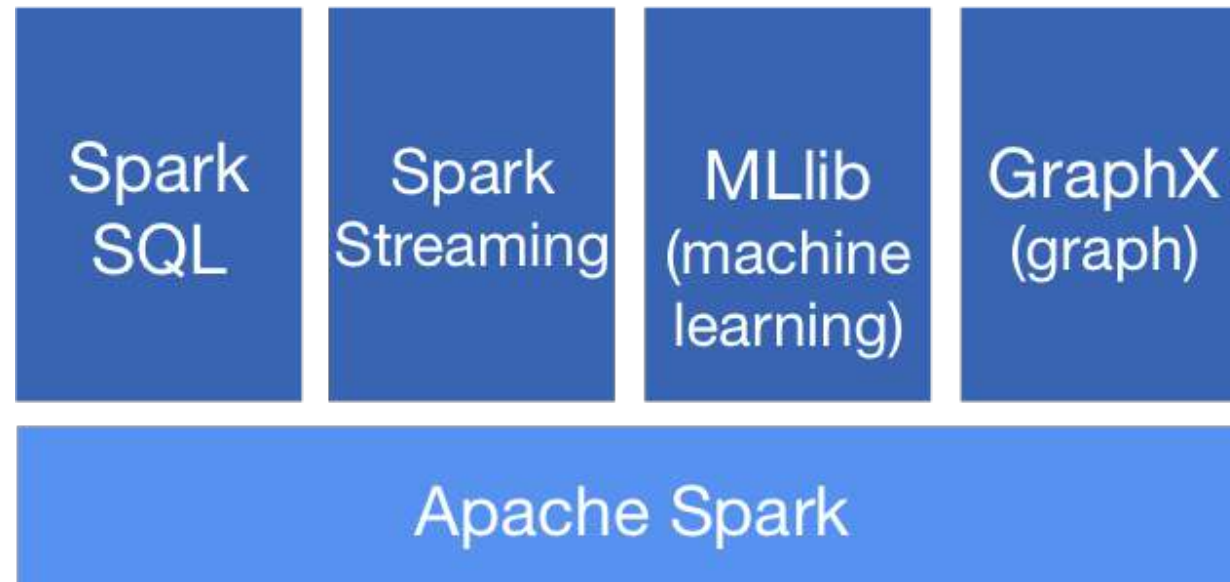 Spark
SQL
Spark
Streaming
MLlib
(machine
learning)
GraphX
(graph)
Apache Spark